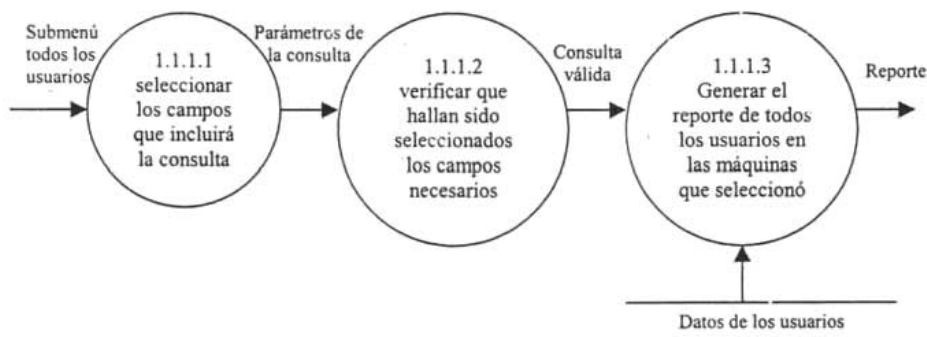 Submenú
todos los
usuarios
1.1.1.1
seleccionar
los campos
que incluirá
la consulta
Parámetros de
la consulta
1.1.1.2
verificar que
hallan sido
seleccionados
los campos
necesarios
Consulta
válida
1.1.1.3
Generar el
reporte de todos
los usuarios en
las máquinas
que seleccionó
Reporte
Datos de los usuarios